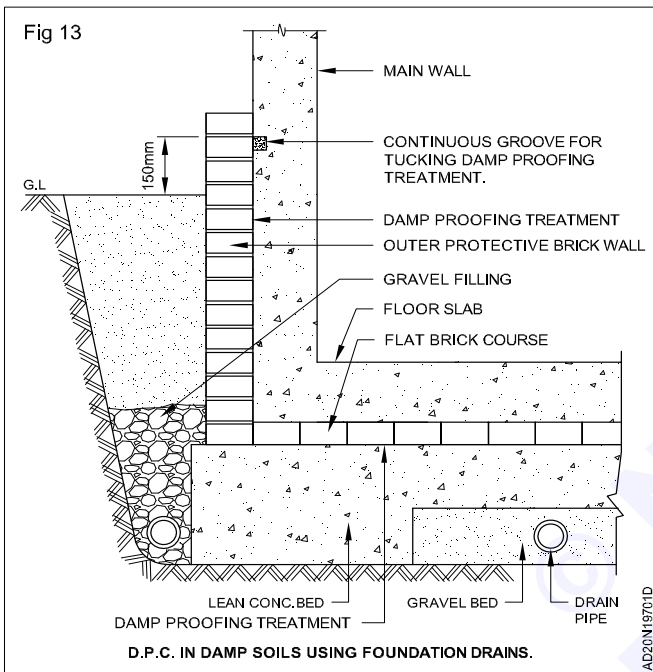 Fig 13
MAIN WALL
CONTINUOUS GROOVE FOR
TUCKING DAMP PROOFING
TREATMENT.
150mm
G.L
DAMP PROOFING TREATMENT
OUTER PROTECTIVE BRICK WALL
GRAVEL FILLING
FLOOR SLAB
FLAT BRICK COURSE
LEAN CONC.BED
GRAVEL BED
DRAIN
PIPE
DAMP PROOFING TREATMENT
D.P.C. IN DAMP SOILS USING FOUNDATION DRAINS.
AD20N19701D
©